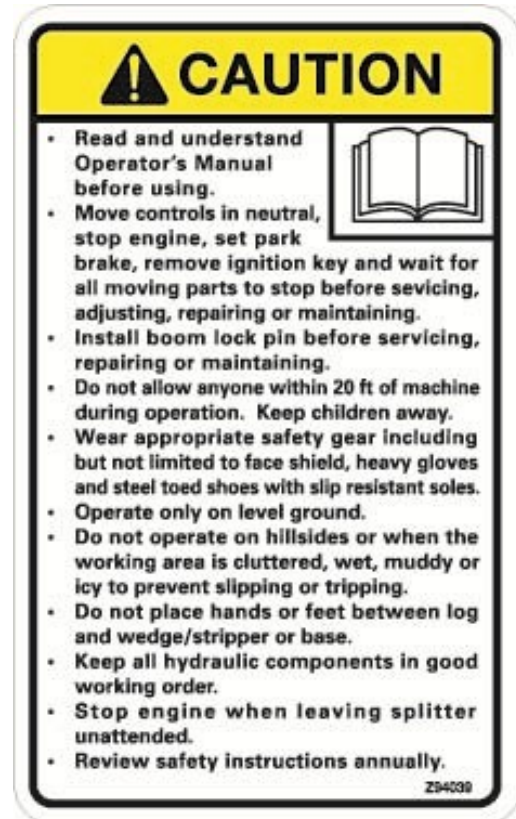 CAUTION
• Read and understand
Operator's Manual
before using.
• Move controls in neutral,
stop engine, set park
brake, remove ignition key and wait for
all moving parts to stop before sevicing,
adjusting, repairing or maintaining.
• Install boom lock pin before servicing,
repairing or maintaining.
• Do not allow anyone within 20 ft of machine
during operation. Keep children away.
• Wear appropriate safety gear including
but not limited to face shield, heavy gloves
and steel toed shoes with slip resistant soles.
• Operate only on level ground.
• Do not operate on hillsides or when the
working area is cluttered, wet, muddy or
icy to prevent slipping or tripping.
• Do not place hands or feet between log
and wedge/stripper or base.
• Keep all hydraulic components in good
working order.
• Stop engine when leaving splitter
unattended.
• Review safety instructions annually.
Z94039